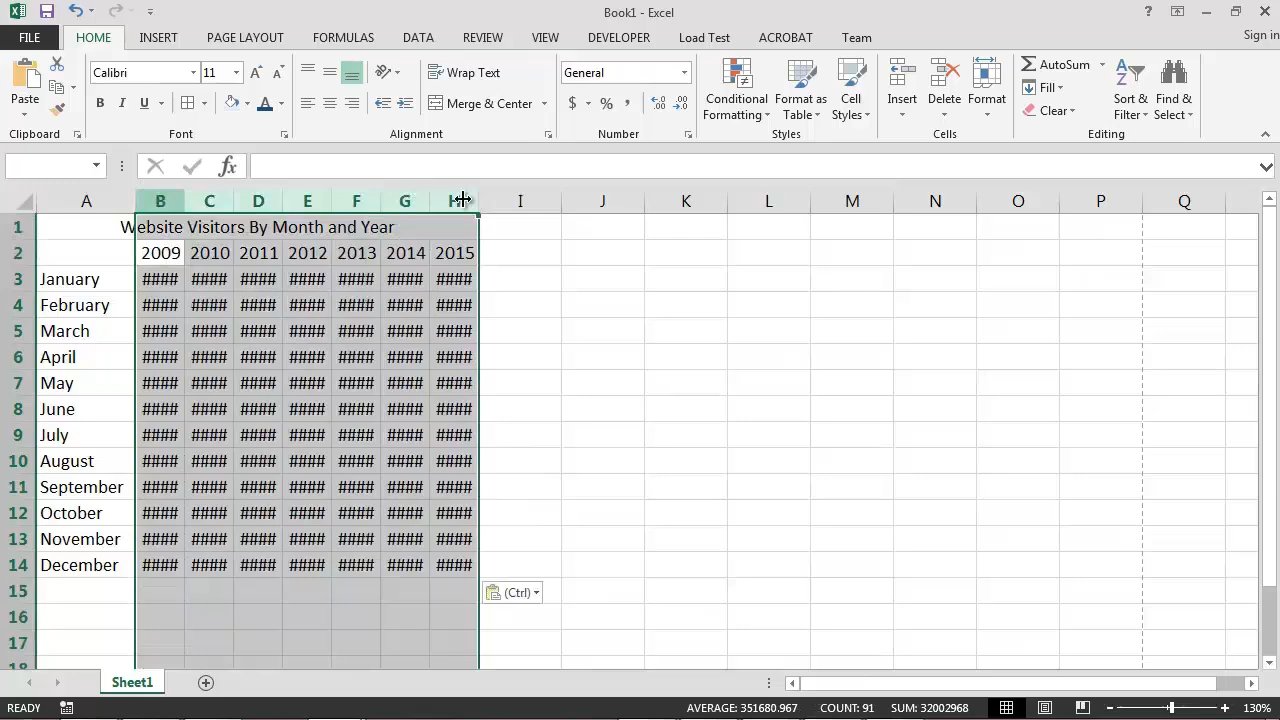 Book1 - Excel
Sign in
FILE HOME INSERT PAGE LAYOUT FORMULAS DATA REVIEW VIEW DEVELOPER Load Test ACROBAT Team
Calibri 11 Wrap Text General AutoSum
Paste B I U Merge & Center $ % , Conditional Formatting Format as Table Cell Styles Insert Delete Format Fill Clear Sort & Filter Find & Select
Clipboard Font Alignment Number Styles Cells Editing
fx
A B C D E F G H I J K L M N O P Q
1 Website Visitors By Month and Year
2 2009 2010 2011 2012 2013 2014 2015
3 January #### #### #### #### #### #### ####
4 February #### #### #### #### #### #### ####
5 March #### #### #### #### #### #### ####
6 April #### #### #### #### #### #### ####
7 May #### #### #### #### #### #### ####
8 June #### #### #### #### #### #### ####
9 July #### #### #### #### #### #### ####
10 August #### #### #### #### #### #### ####
11 September #### #### #### #### #### #### ####
12 October #### #### #### #### #### #### ####
13 November #### #### #### #### #### #### ####
14 December #### #### #### #### #### #### ####
15 (Ctrl)
16
17
18
Sheet1
READY AVERAGE: 351680.967 COUNT: 91 SUM: 32002968 130%